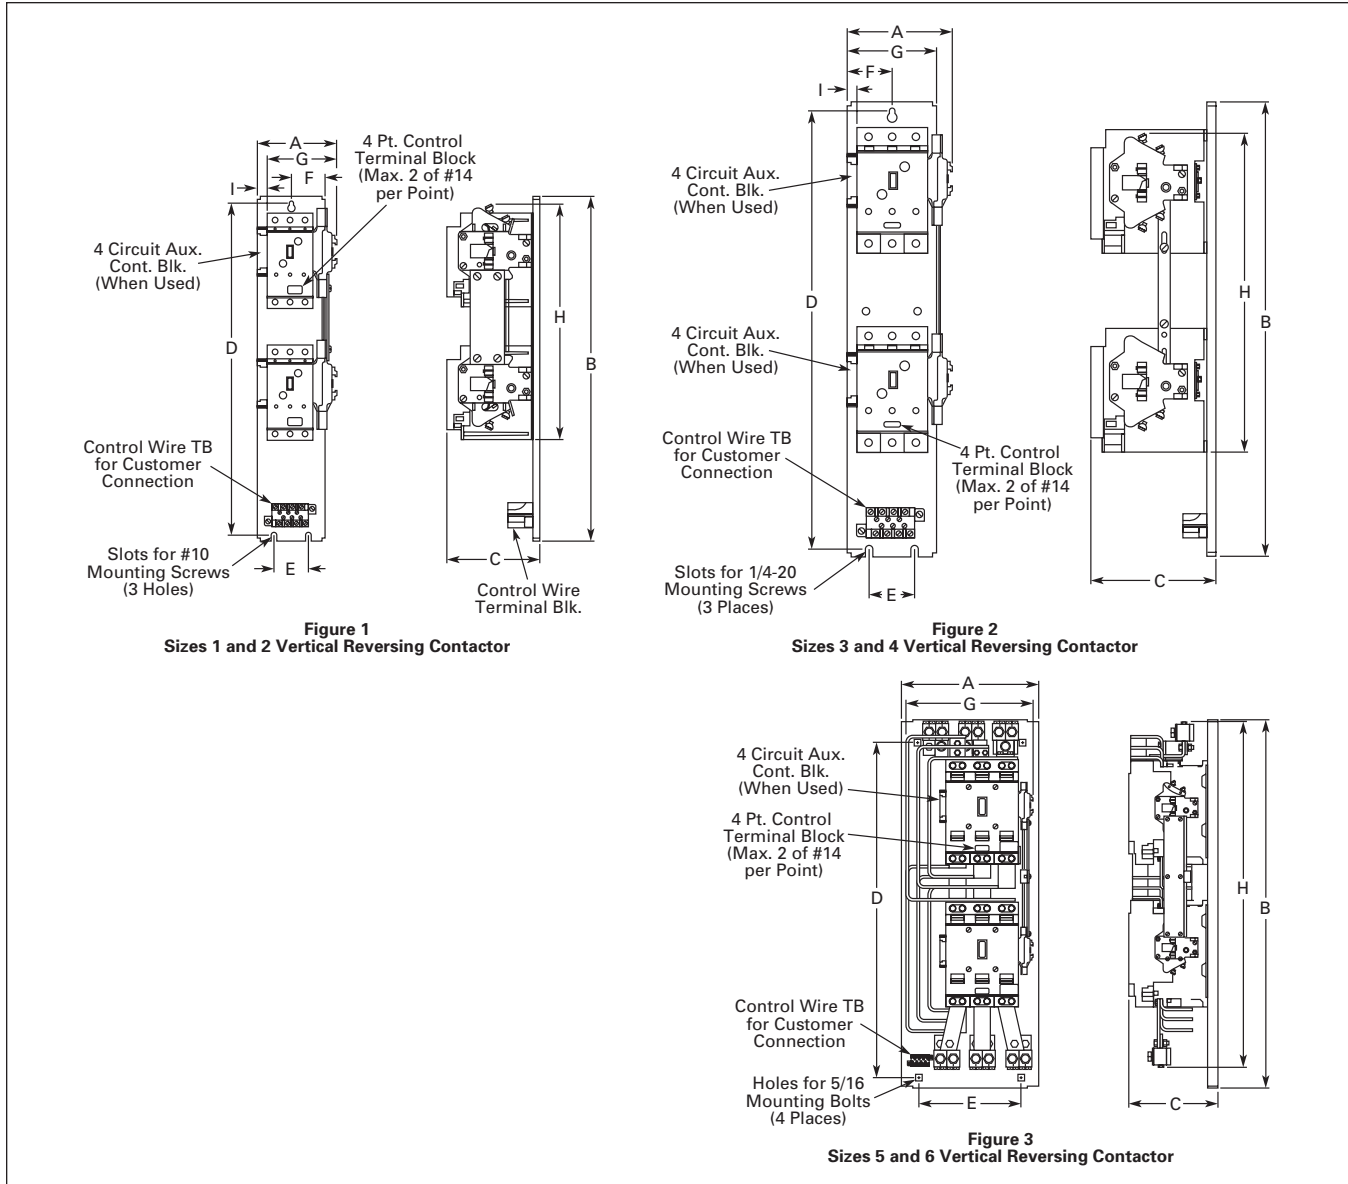 A
G
F
I
4 Pt. Control
Terminal Block
(Max. 2 of #14
per Point)
4 Circuit Aux.
Cont. Blk.
(When Used)
D
H
B
Control Wire TB
for Customer
Connection
Slots for #10
Mounting Screws
(3 Holes)
E
C
Control Wire
Terminal Blk.
Figure 1
Sizes 1 and 2 Vertical Reversing Contactor
A
G
F
I
4 Circuit Aux.
Cont. Blk.
(When Used)
D
H
B
4 Circuit Aux.
Cont. Blk.
(When Used)
Control Wire TB
for Customer
Connection
4 Pt. Control
Terminal Block
(Max. 2 of #14
per Point)
Slots for 1/4-20
Mounting Screws
(3 Places)
E
C
Figure 2
Sizes 3 and 4 Vertical Reversing Contactor
A
G
4 Circuit Aux.
Cont. Blk.
(When Used)
4 Pt. Control
Terminal Block
(Max. 2 of #14
per Point)
D
H
B
Control Wire TB
for Customer
Connection
Holes for 5/16
Mounting Bolts
(4 Places)
E
C
Figure 3
Sizes 5 and 6 Vertical Reversing Contactor